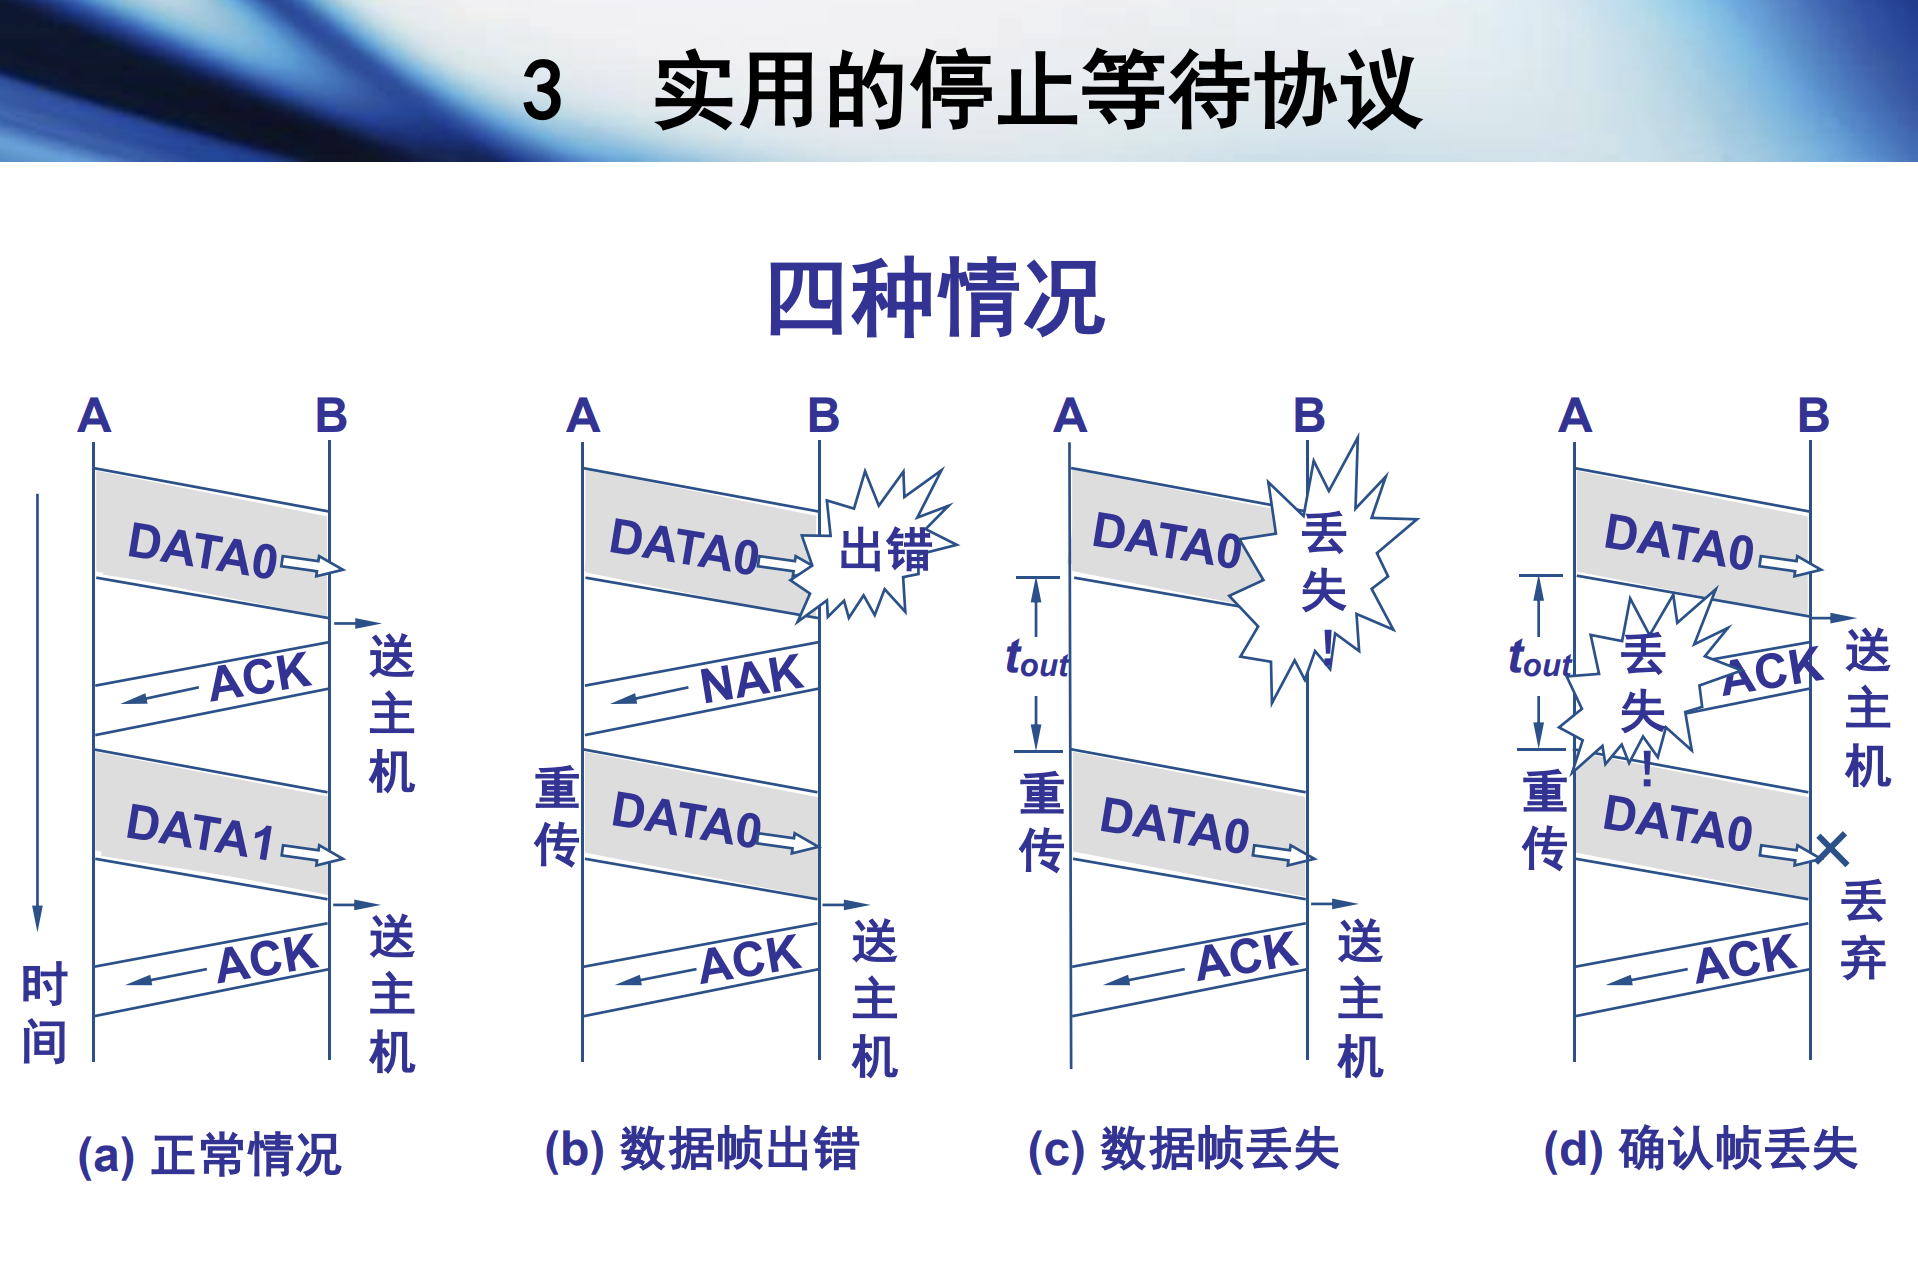 3 实用的停止等待协议
四种情况
A B A B A B A B
DATA0
送主机
ACK
DATA1
送主机
ACK
时间
(a) 正常情况
DATA0
出错
NAK
重传
DATA0
送主机
ACK
(b) 数据帧出错
DATA0
丢失!
tout
重传
DATA0
送主机
ACK
(c) 数据帧丢失
DATA0
tout
丢失!
ACK
送主机
重传
DATA0
丢弃
ACK
(d) 确认帧丢失